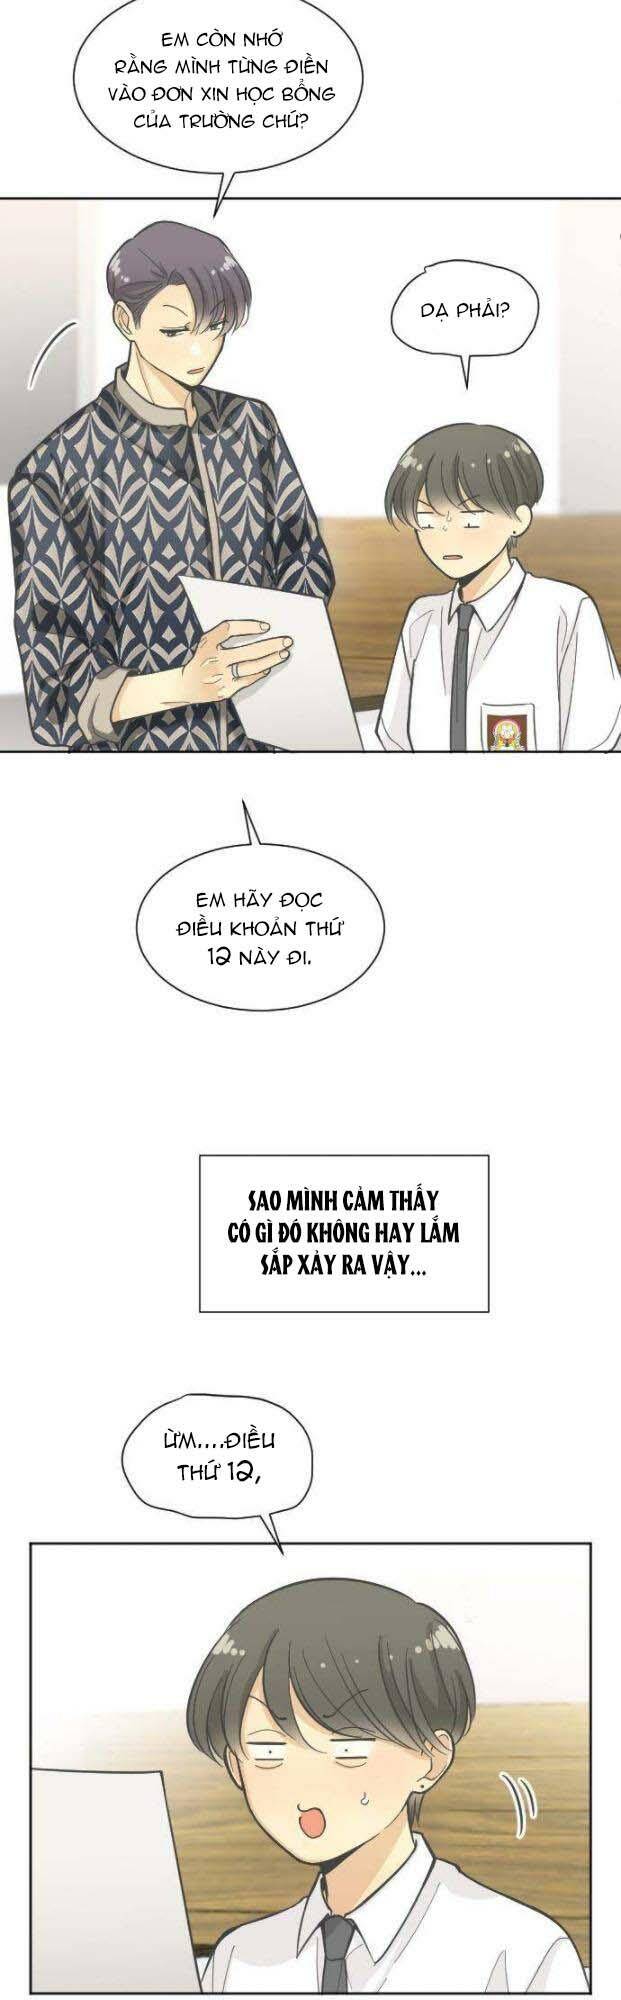 EM CÒN NHỚ
RẰNG MÌNH TỪNG ĐIỀN
VÀO ĐƠN XIN HỌC BỔNG
CỦA TRƯỜNG CHỨ?
DẠ PHẢI?
EM HÃY ĐỌC
ĐIỀU KHOẢN THỨ
12 NÀY ĐI.
SAO MÌNH CẢM THẤY
CÓ GÌ ĐÓ KHÔNG HAY LẮM
SẮP XẢY RA VẬY...
ỪM....ĐIỀU
THỨ 12,